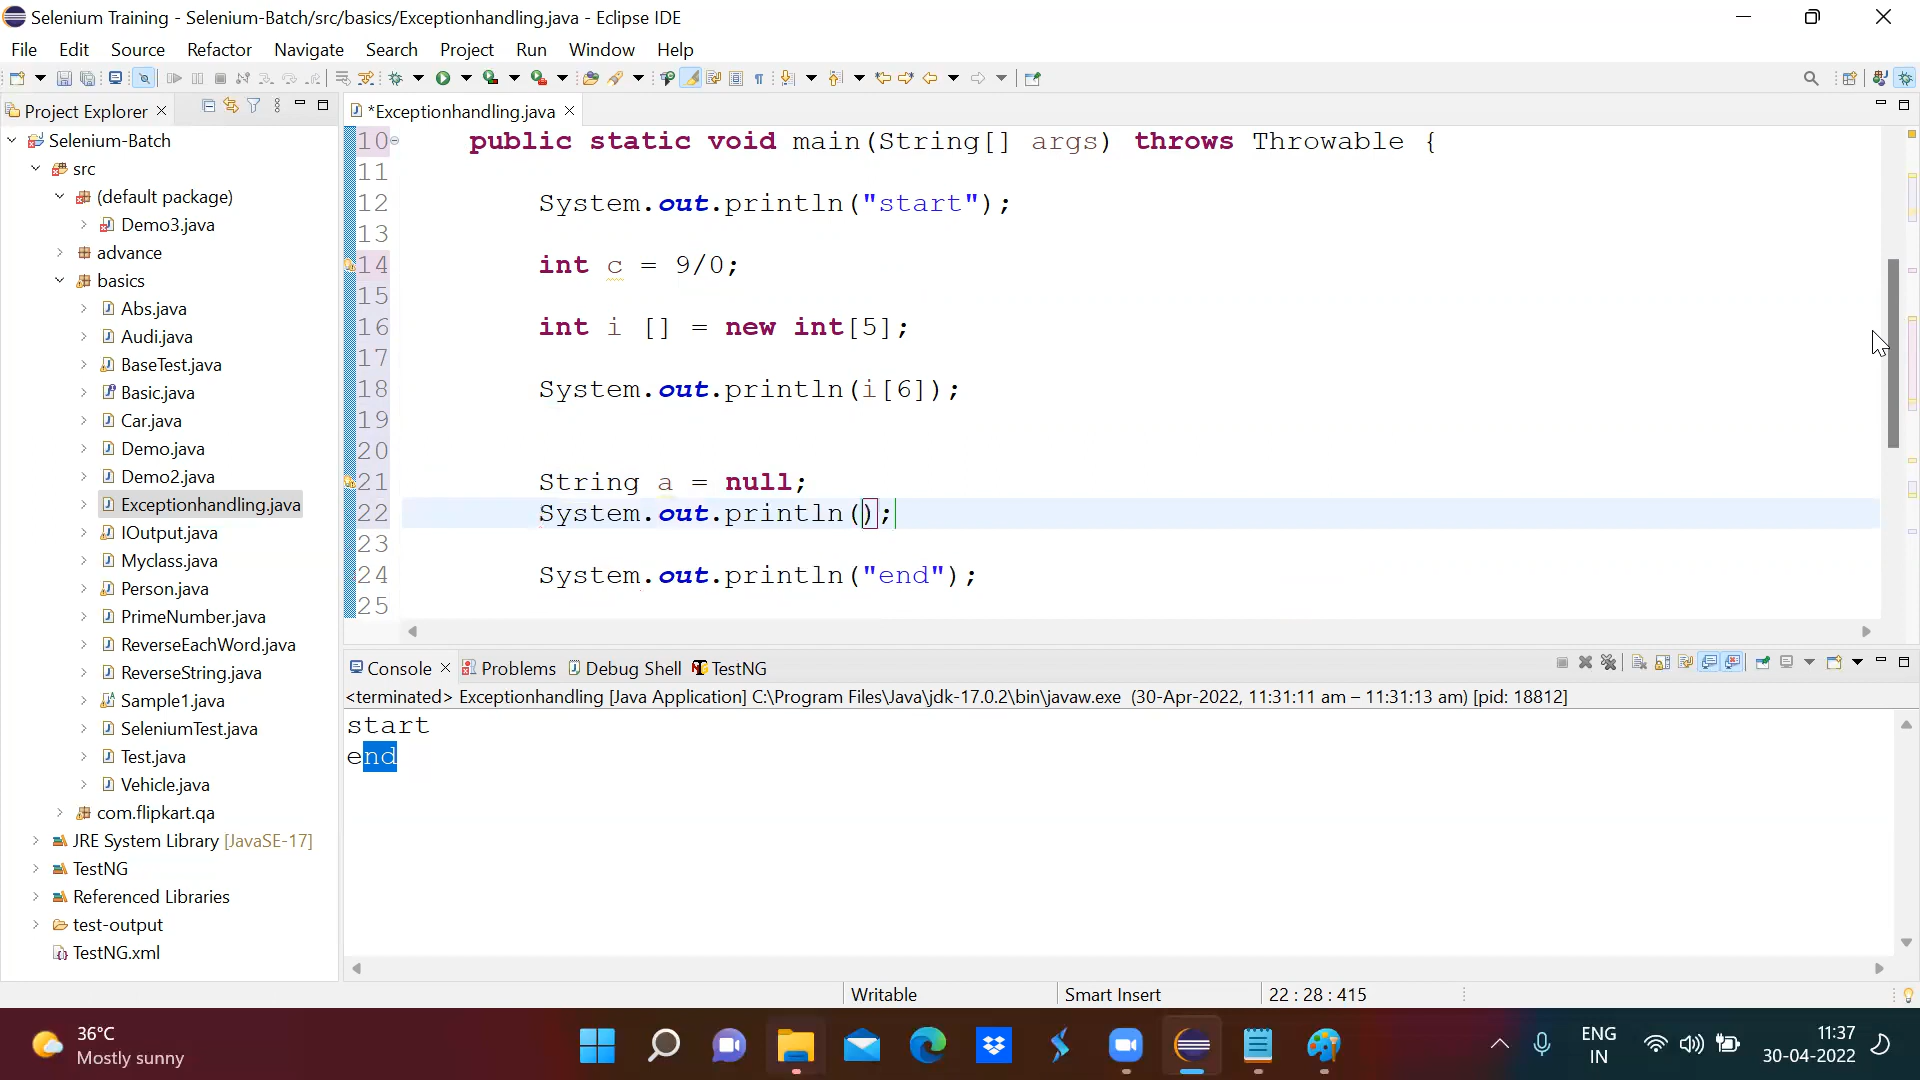 Selenium Training - Selenium-Batch/src/basics/Exceptionhandling.java - Eclipse IDE
File Edit Source Refactor Navigate Search Project Run Window Help
Project Explorer
Selenium-Batch
src
(default package)
Demo3.java
advance
basics
Abs.java
Audi.java
BaseTest.java
Basic.java
Car.java
Demo.java
Demo2.java
Exceptionhandling.java
IOutput.java
Myclass.java
Person.java
PrimeNumber.java
ReverseEachWord.java
ReverseString.java
Sample1.java
SeleniumTest.java
Test.java
Vehicle.java
com.flipkart.qa
JRE System Library [JavaSE-17]
TestNG
Referenced Libraries
test-output
TestNG.xml
*Exceptionhandling.java
10 public static void main(String[] args) throws Throwable {
11
12 System.out.println("start");
13
14 int c = 9/0;
15
16 int i [] = new int[5];
17
18 System.out.println(i[6]);
19
20
21 String a = null;
22 System.out.println();
23
24 System.out.println("end");
25
Console Problems Debug Shell TestNG
<terminated> Exceptionhandling [Java Application] C:\Program Files\Java\jdk-17.0.2\bin\javaw.exe (30-Apr-2022, 11:31:11 am – 11:31:13 am) [pid: 18812]
start
end
Writable Smart Insert 22 : 28 : 415
36°C
Mostly sunny
ENG
IN
11:37
30-04-2022